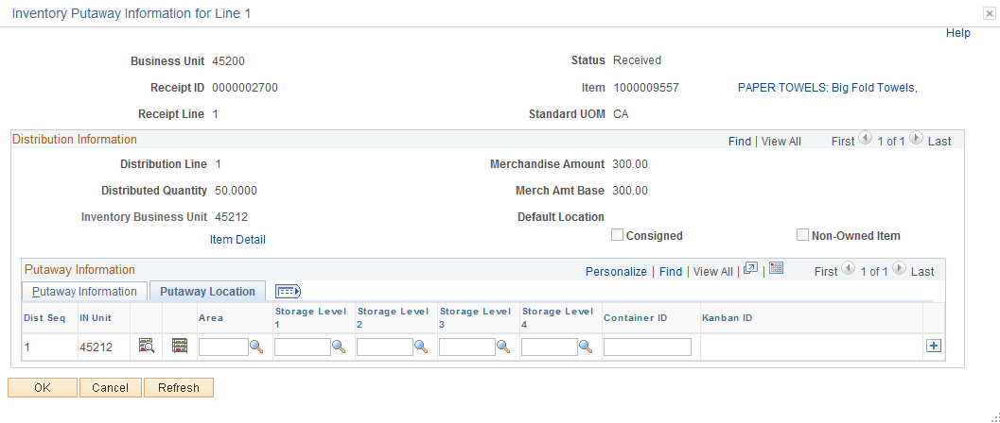 Inventory Putaway Information for Line 1
Help
Business Unit 45200 Status Received
Receipt ID 0000002700 Item 1000009557 PAPER TOWELS: Big Fold Towels,
Receipt Line 1 Standard UOM CA
Distribution Information Find | View All First 1 of 1 Last
Distribution Line 1 Merchandise Amount 300.00
Distributed Quantity 50.0000 Merch Amt Base 300.00
Inventory Business Unit 45212 Default Location
Item Detail Consigned Non-Owned Item
Putaway Information Personalize | Find | View All | | First 1 of 1 Last
Putaway Information Putaway Location
Dist Seq IN Unit Area Storage Level 1 Storage Level 2 Storage Level 3 Storage Level 4 Container ID Kanban ID
1 45212
OK Cancel Refresh